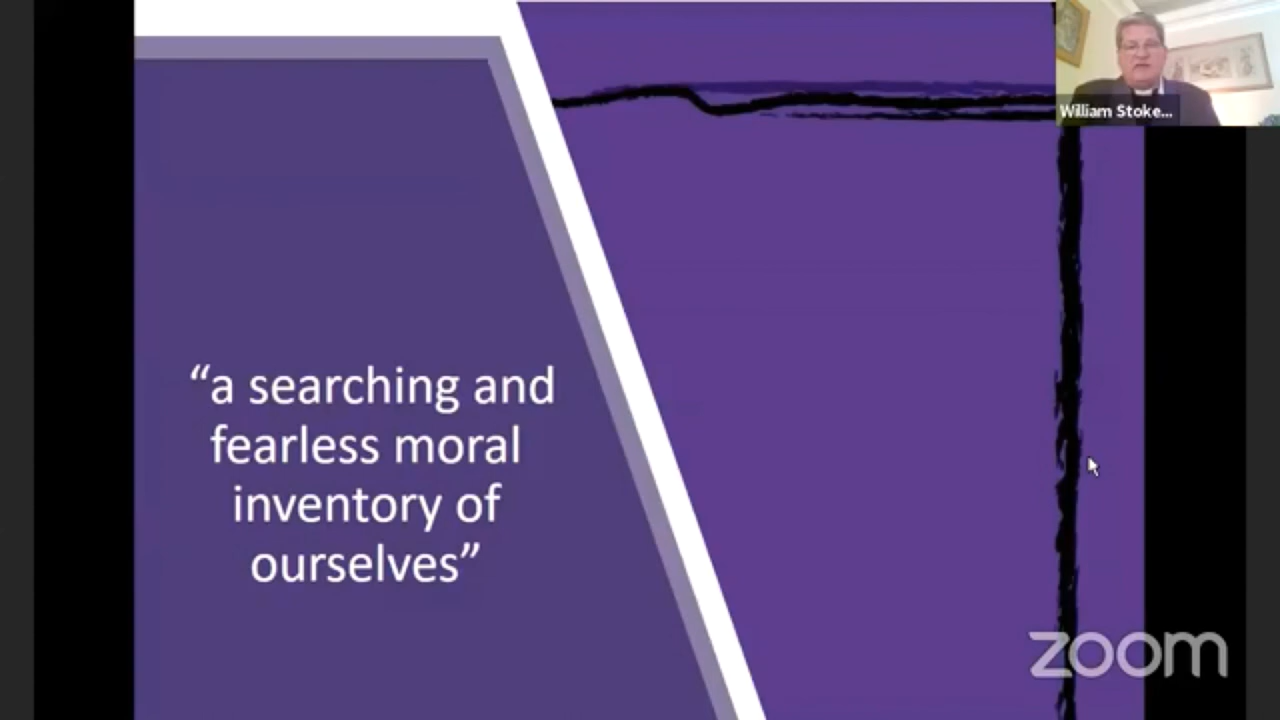 William Stoke...
“a searching and
fearless moral
inventory of
ourselves”
zoom